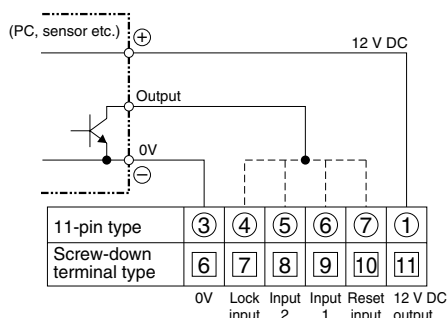 (PC, sensor etc.)
⊕
12 V DC
Output
0V
⊖
11-pin type ③ ④ ⑤ ⑥ ⑦ ①
Screw-down
terminal type 6 7 8 9 10 11
0V Lock Input Input Reset 12 V DC
input 2 1 input output